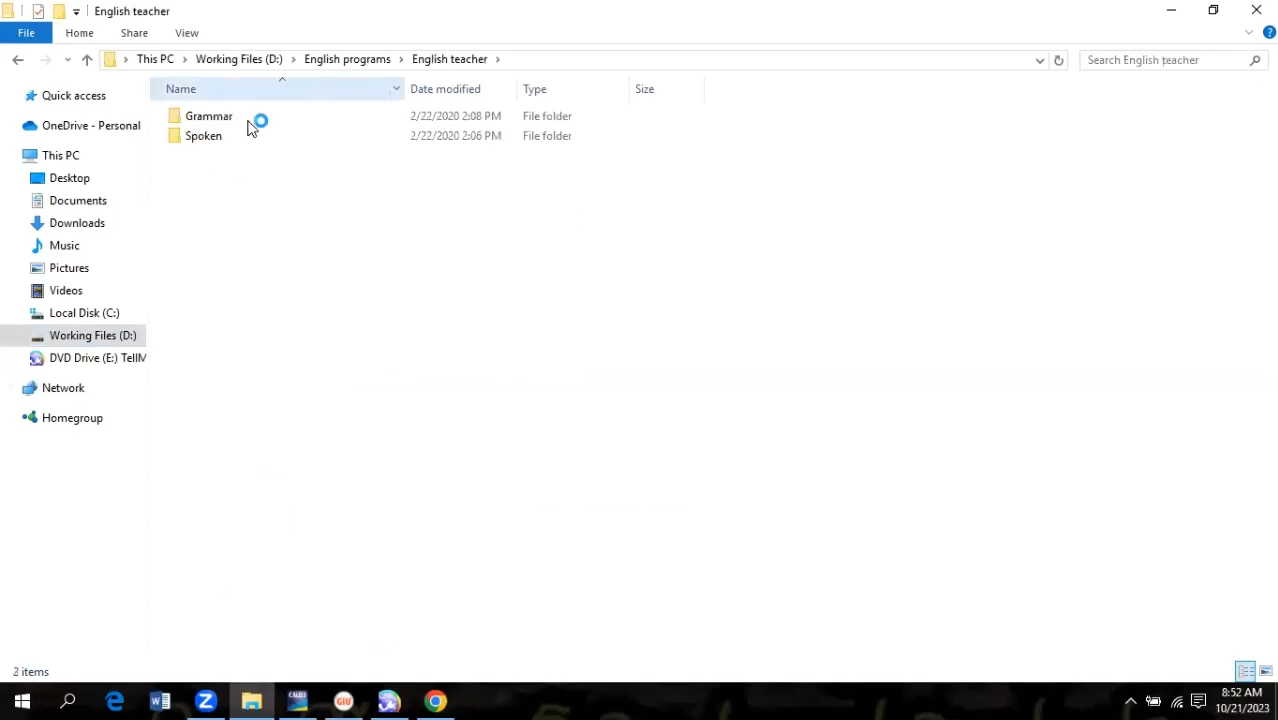 English teacher
File
Home
Share
View
This PC
Working Files (D:)
English programs
English teacher
Search English teacher
Name
Date modified
Type
Size
Grammar
2/22/2020 2:08 PM
File folder
Spoken
2/22/2020 2:06 PM
File folder
Quick access
OneDrive - Personal
This PC
Desktop
Documents
Downloads
Music
Pictures
Videos
Local Disk (C:)
Working Files (D:)
DVD Drive (E:) TellM
Network
Homegroup
2 items
CALD3
GIU
8:52 AM
10/21/2023